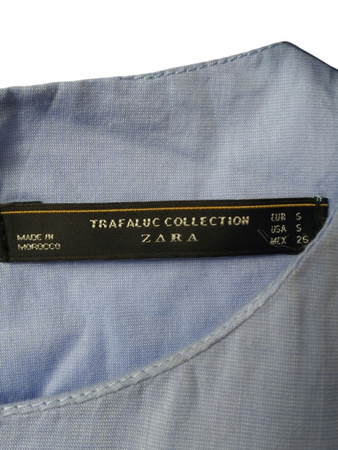 TRAFALUC COLLECTION
ZARA
MADE IN
MOROCCO
EUR S
USA S
MEX 26